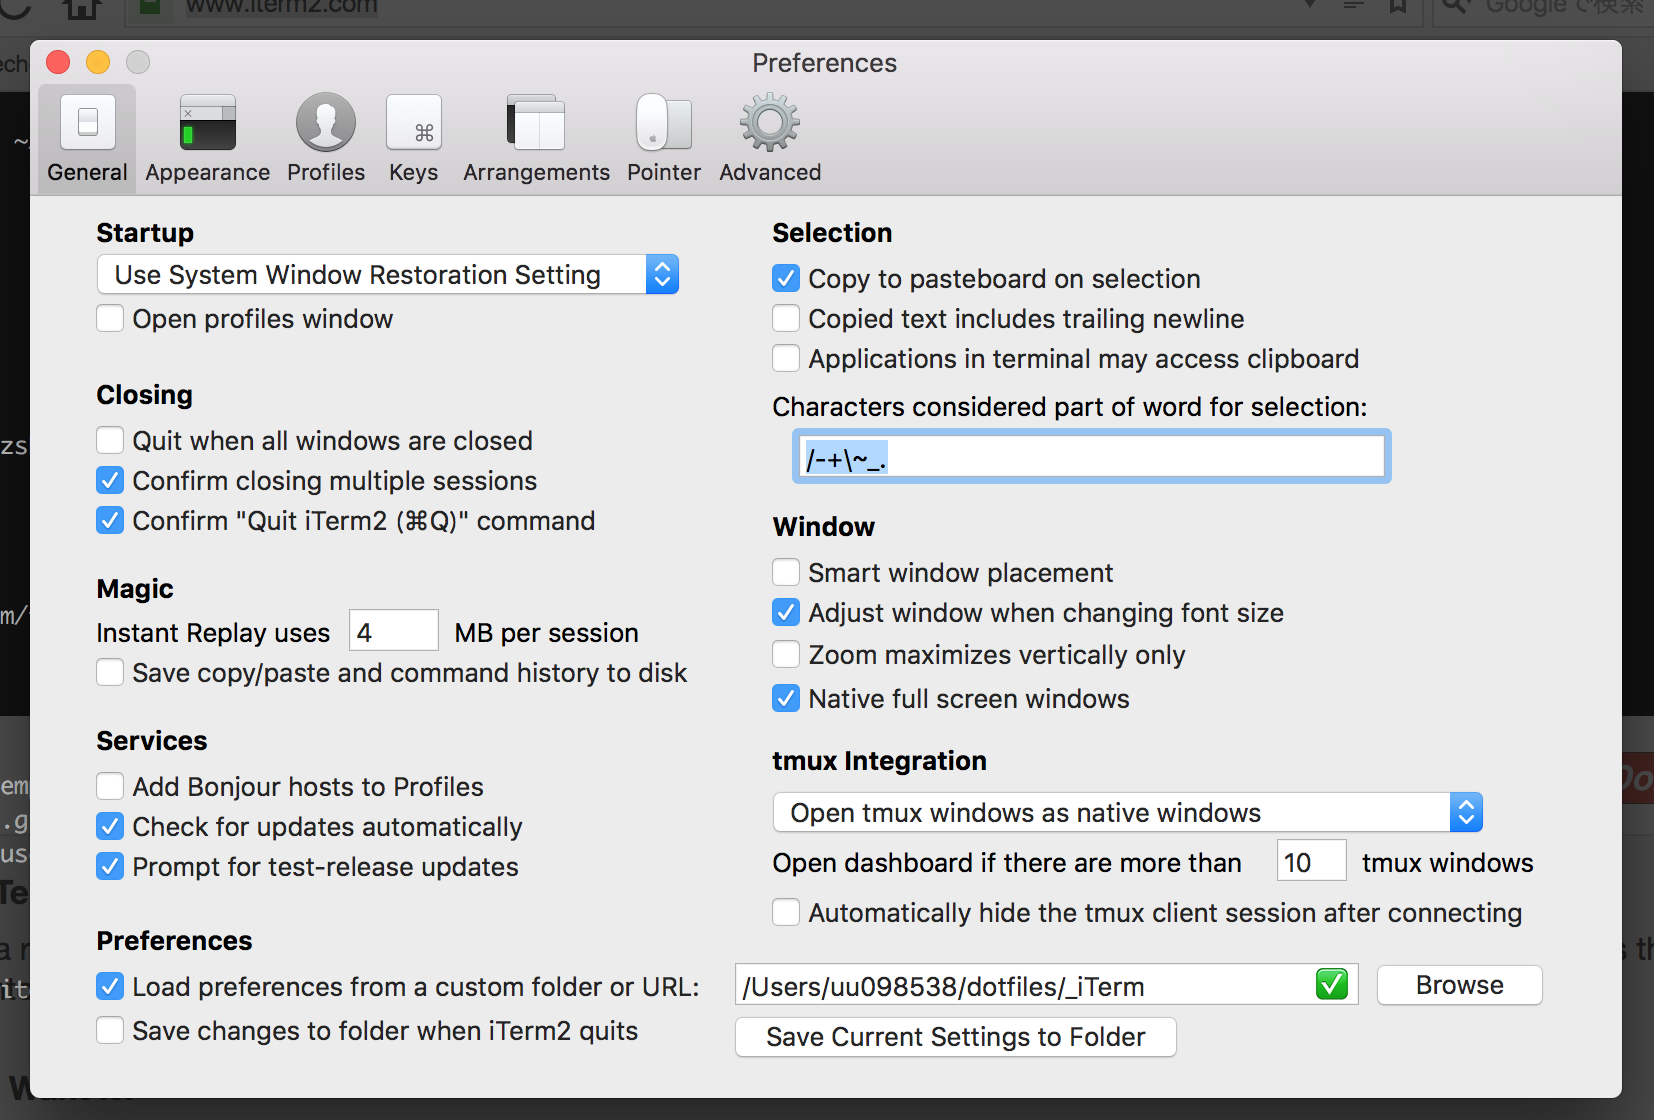 www.iterm2.com
Google で検索
Preferences
General
Appearance
Profiles
Keys
Arrangements
Pointer
Advanced
Startup
Use System Window Restoration Setting
Open profiles window
Closing
Quit when all windows are closed
Confirm closing multiple sessions
Confirm "Quit iTerm2 (⌘Q)" command
Magic
Instant Replay uses 4 MB per session
Save copy/paste and command history to disk
Services
Add Bonjour hosts to Profiles
Check for updates automatically
Prompt for test-release updates
Preferences
Load preferences from a custom folder or URL: /Users/uu098538/dotfiles/_iTerm Browse
Save changes to folder when iTerm2 quits Save Current Settings to Folder
Selection
Copy to pasteboard on selection
Copied text includes trailing newline
Applications in terminal may access clipboard
Characters considered part of word for selection:
/-+\~_.
Window
Smart window placement
Adjust window when changing font size
Zoom maximizes vertically only
Native full screen windows
tmux Integration
Open tmux windows as native windows
Open dashboard if there are more than 10 tmux windows
Automatically hide the tmux client session after connecting